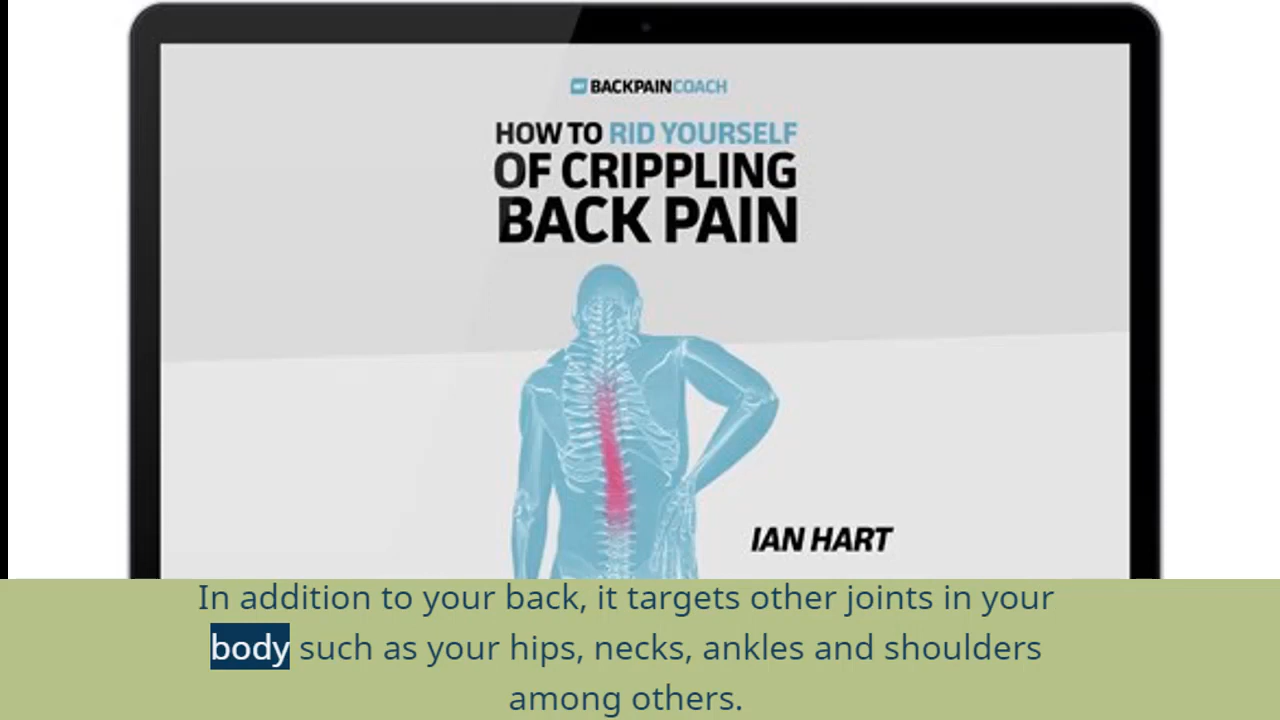 BACKPAINCOACH
HOW TO RID YOURSELF
OF CRIPPLING
BACK PAIN
IAN HART
In addition to your back, it targets other joints in your
body such as your hips, necks, ankles and shoulders
among others.